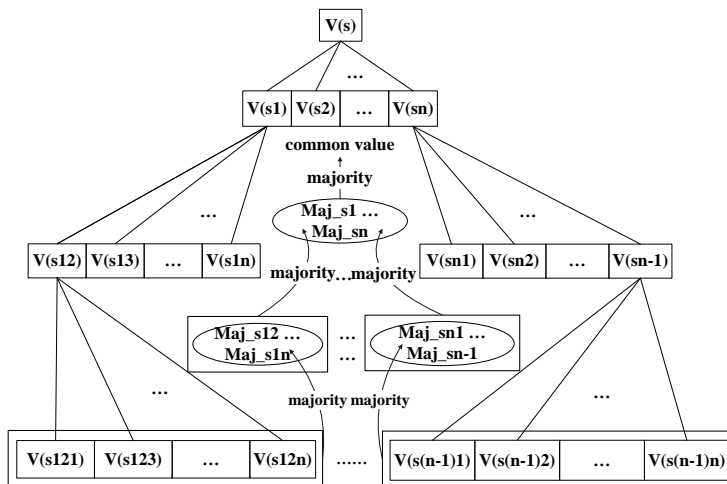 V(s)
...
V(s1) V(s2) ... V(sn)
common value
majority
Maj_s1 ...
Maj_sn
... ...
V(s12) V(s13) ... V(s1n)
V(sn1) V(sn2) ... V(sn-1)
majority...majority
Maj_s12 ...
Maj_s1n
...
...
Maj_sn1 ...
Maj_sn-1
majority majority
... ...
V(s121) V(s123) ... V(s12n)
......
V(s(n-1)1) V(s(n-1)2) ... V(s(n-1)n)